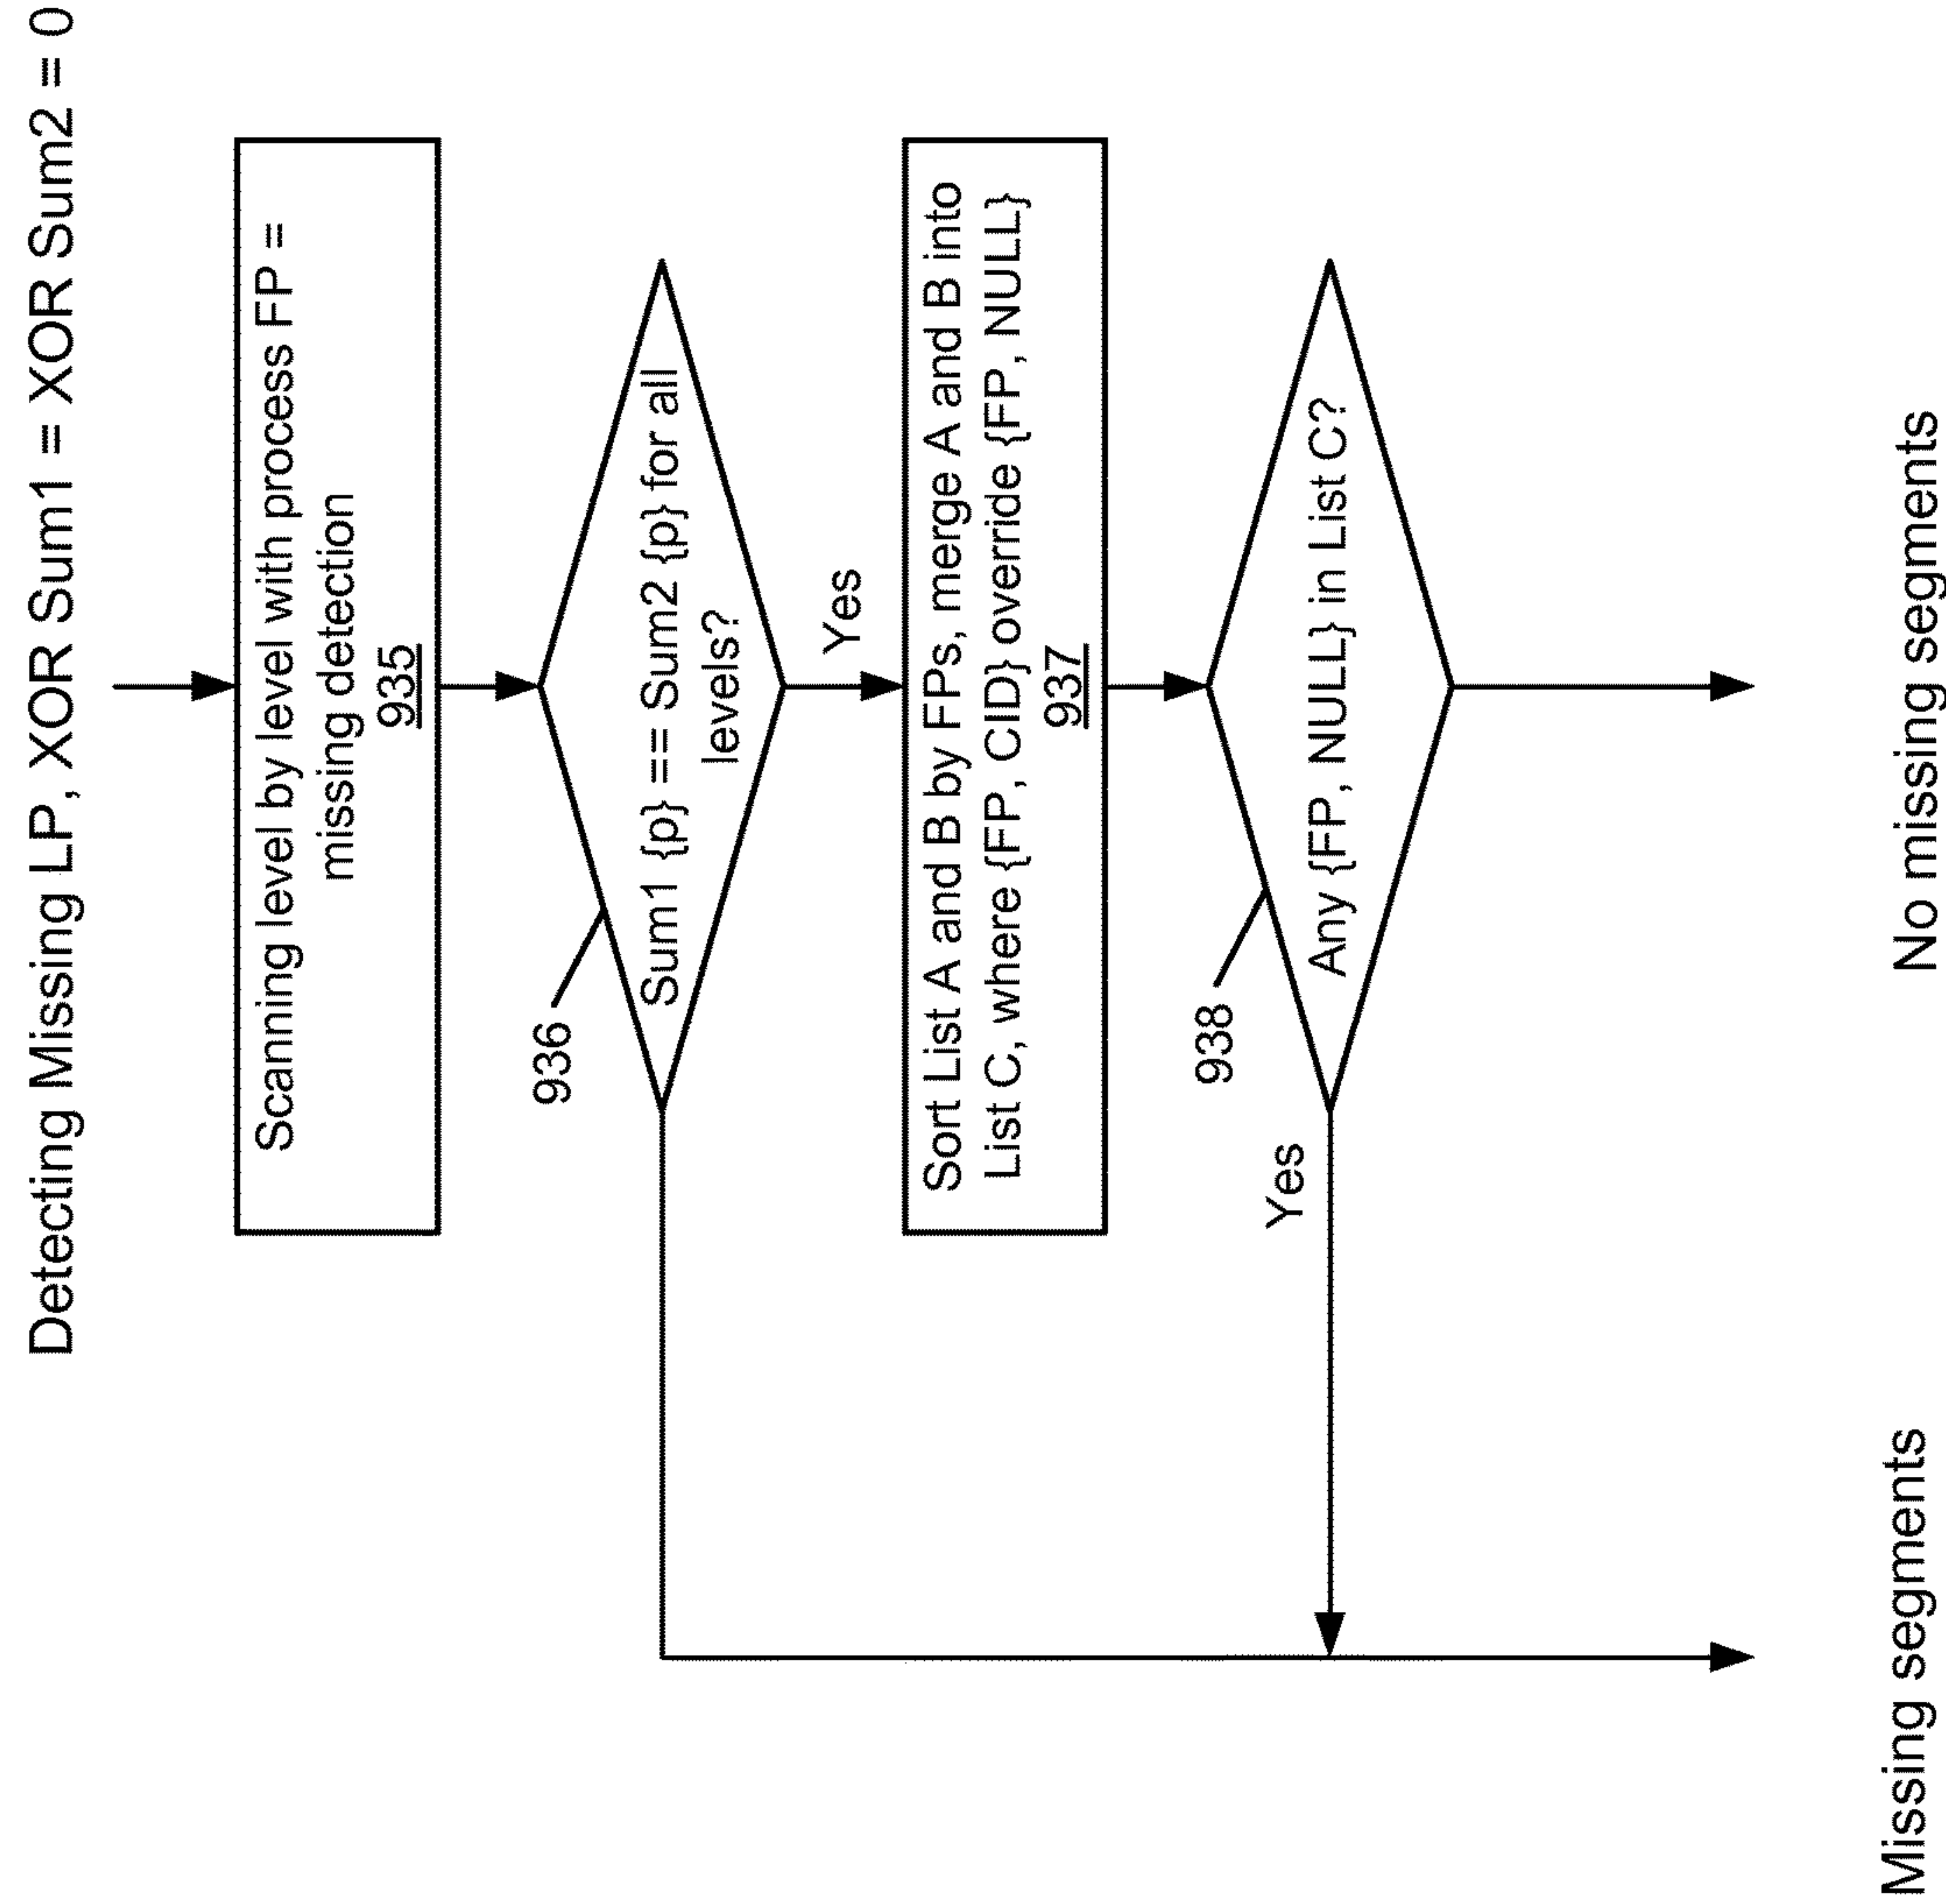 Detecting Missing LP, XOR Sum1 = XOR Sum2 = 0
Scanning level by level with process FP =
missing detection
935
936
Sum1 {p} == Sum2 {p} for all
levels?
Yes
Sort List A and B by FPs, merge A and B into
List C, where {FP, CID} override {FP, NULL}
937
938
Any {FP, NULL} in List C?
Yes
Missing segments
No missing segments